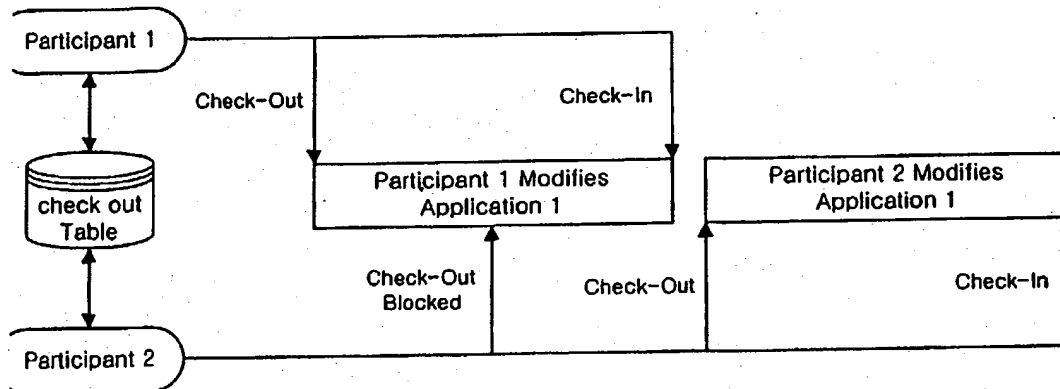 Participant 1
Check-Out
Check-In
Participant 1 Modifies
Application 1
Participant 2 Modifies
Application 1
check out
Table
Check-Out
Blocked
Check-Out
Check-In
Participant 2